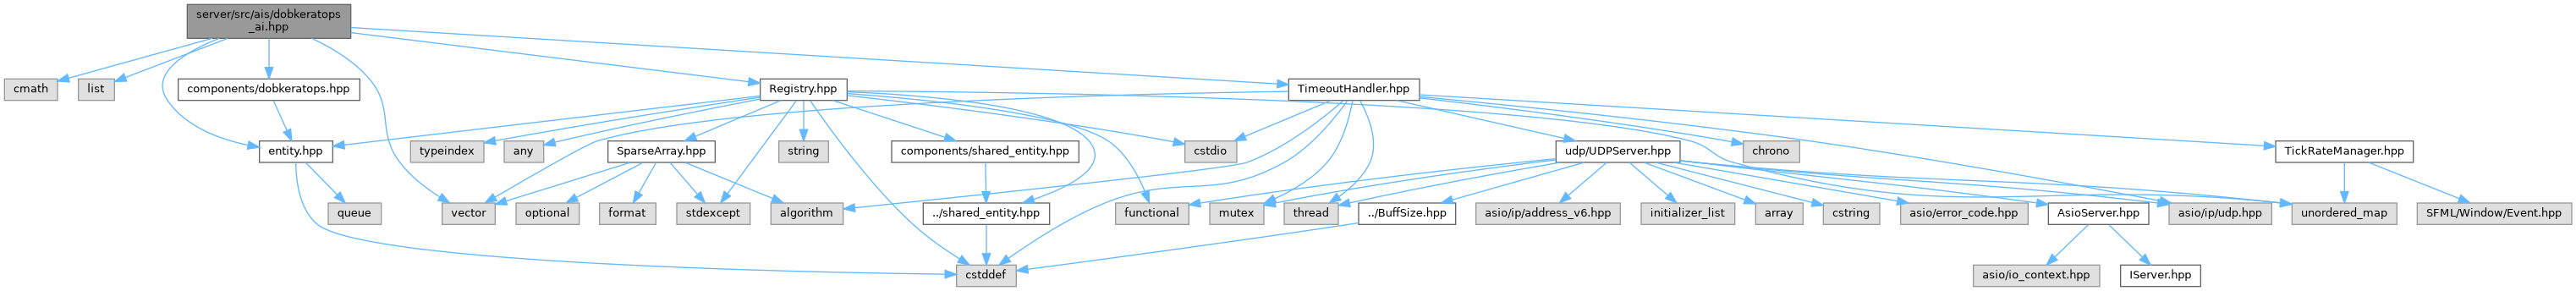 server/src/ais/dobkeratops
_ai.hpp
cmath
list
components/dobkeratops.hpp
Registry.hpp
TimeoutHandler.hpp
entity.hpp
typeindex
any
SparseArray.hpp
string
components/shared_entity.hpp
cstdio
udp/UDPServer.hpp
chrono
TickRateManager.hpp
queue
vector
optional
format
stdexcept
algorithm
../shared_entity.hpp
functional
mutex
thread
../BuffSize.hpp
asio/ip/address_v6.hpp
initializer_list
array
cstring
asio/error_code.hpp
AsioServer.hpp
asio/ip/udp.hpp
unordered_map
SFML/Window/Event.hpp
cstddef
asio/io_context.hpp
IServer.hpp